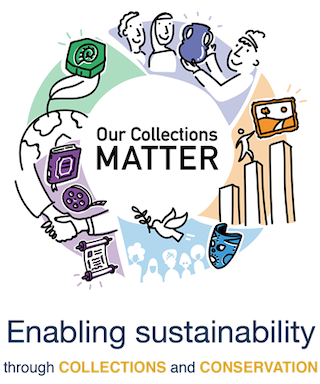 Our Collections
MATTER
Enabling sustainability
through COLLECTIONS and CONSERVATION